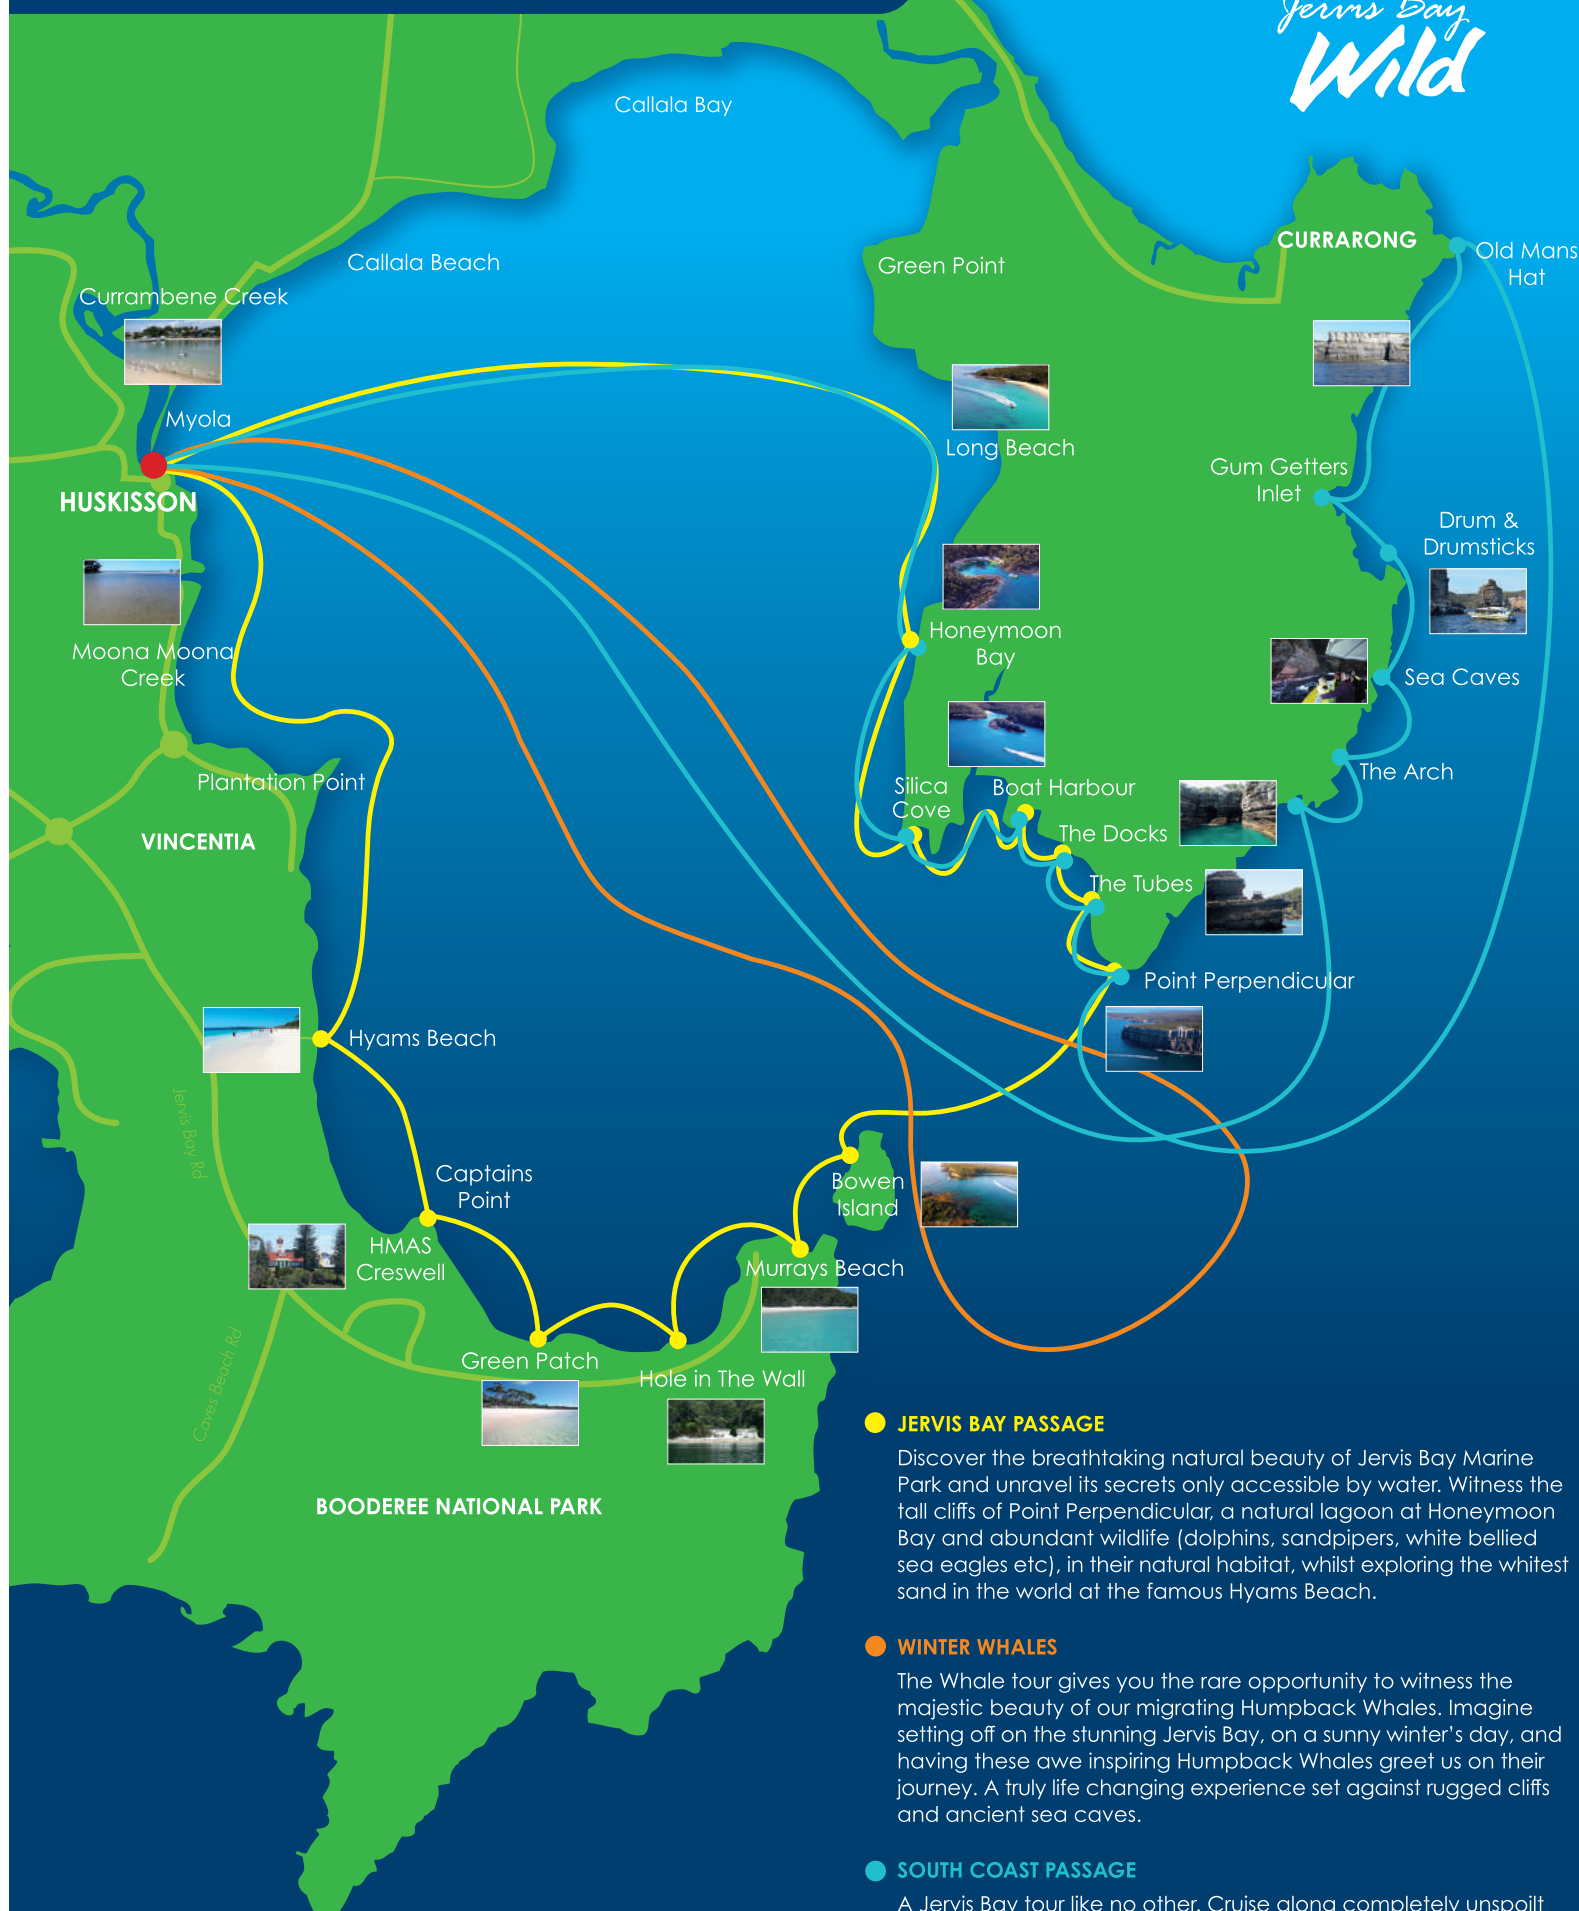 Jervis Bay
Wild
Callala Bay
CURRARONG
Old Mans
Hat
Callala Beach
Green Point
Currambene Creek
Myola
Long Beach
Gum Getters
Inlet
HUSKISSON
Drum &
Drumsticks
Honeymoon
Bay
Moona Moona
Creek
Sea Caves
The Arch
Plantation Point
Silica
Cove
Boat Harbour
VINCENTIA
The Docks
The Tubes
Point Perpendicular
Hyams Beach
Jervis Bay Rd
Captains
Point
Bowen
Island
HMAS
Creswell
Murrays Beach
Caves Beach Rd
Green Patch
Hole in The Wall
BOODEREE NATIONAL PARK
JERVIS BAY PASSAGE
Discover the breathtaking natural beauty of Jervis Bay Marine
Park and unravel its secrets only accessible by water. Witness the
tall cliffs of Point Perpendicular, a natural lagoon at Honeymoon
Bay and abundant wildlife (dolphins, sandpipers, white bellied
sea eagles etc), in their natural habitat, whilst exploring the whitest
sand in the world at the famous Hyams Beach.
WINTER WHALES
The Whale tour gives you the rare opportunity to witness the
majestic beauty of our migrating Humpback Whales. Imagine
setting off on the stunning Jervis Bay, on a sunny winter's day, and
having these awe inspiring Humpback Whales greet us on their
journey. A truly life changing experience set against rugged cliffs
and ancient sea caves.
SOUTH COAST PASSAGE
A Jervis Bay tour like no other. Cruise along completely unspoilt